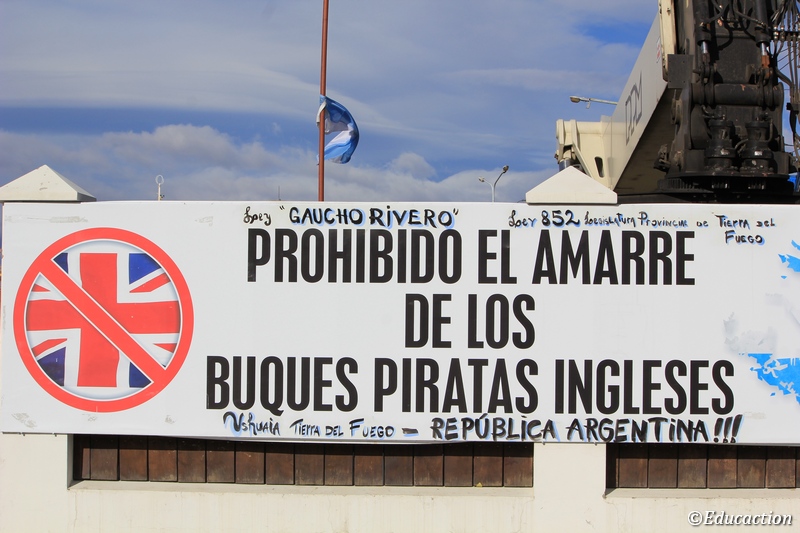 Ley "GAUCHO RIVERO" Ley 852 Legislatura Provincial de Tierra del
Fuego
PROHIBIDO EL AMARRE
DE LOS
BUQUES PIRATAS INGLESES
Ushuaia Tierra del Fuego - REPÚBLICA ARGENTINA!!!
©Educaction